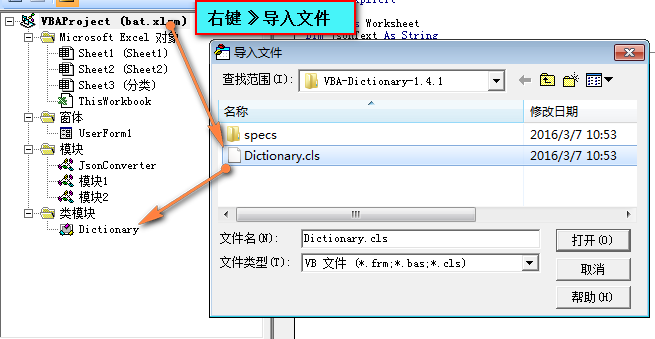 VBAProject (bat.xlsm)
Microsoft Excel 对象
Sheet1 (Sheet1)
Sheet2 (Sheet2)
Sheet3 (分类)
ThisWorkbook
窗体
UserForm1
模块
JsonConverter
模块1
模块2
类模块
Dictionary
右键 》导入文件
s Worksheet
Dim jsonText As String
导入文件
查找范围(I):
VBA-Dictionary-1.4.1
名称
修改日期
specs
2016/3/7 10:53
Dictionary.cls
2016/3/7 10:53
文件名(N):
Dictionary.cls
打开(O)
文件类型(T):
VB 文件 (*.frm;*.bas;*.cls)
取消
帮助(H)